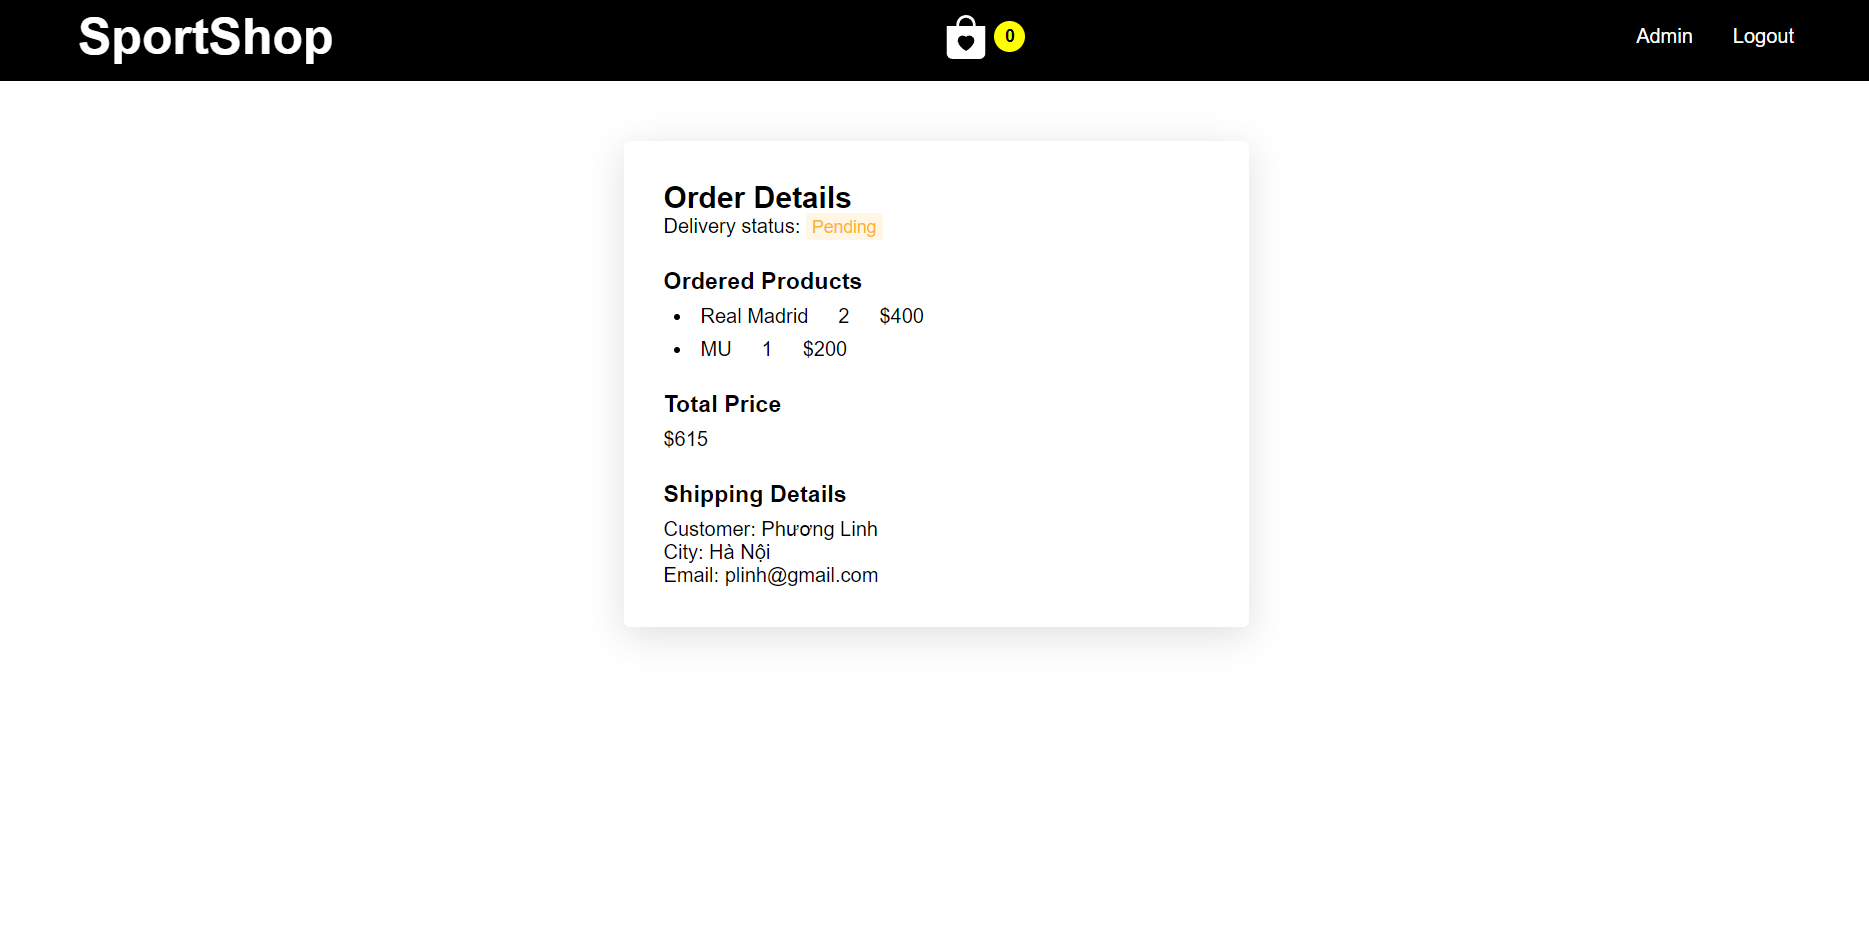 SportShop
0
Admin Logout
Order Details
Delivery status: Pending
Ordered Products
Real Madrid 2 $400
MU 1 $200
Total Price
$615
Shipping Details
Customer: Phương Linh
City: Hà Nội
Email: plinh@gmail.com